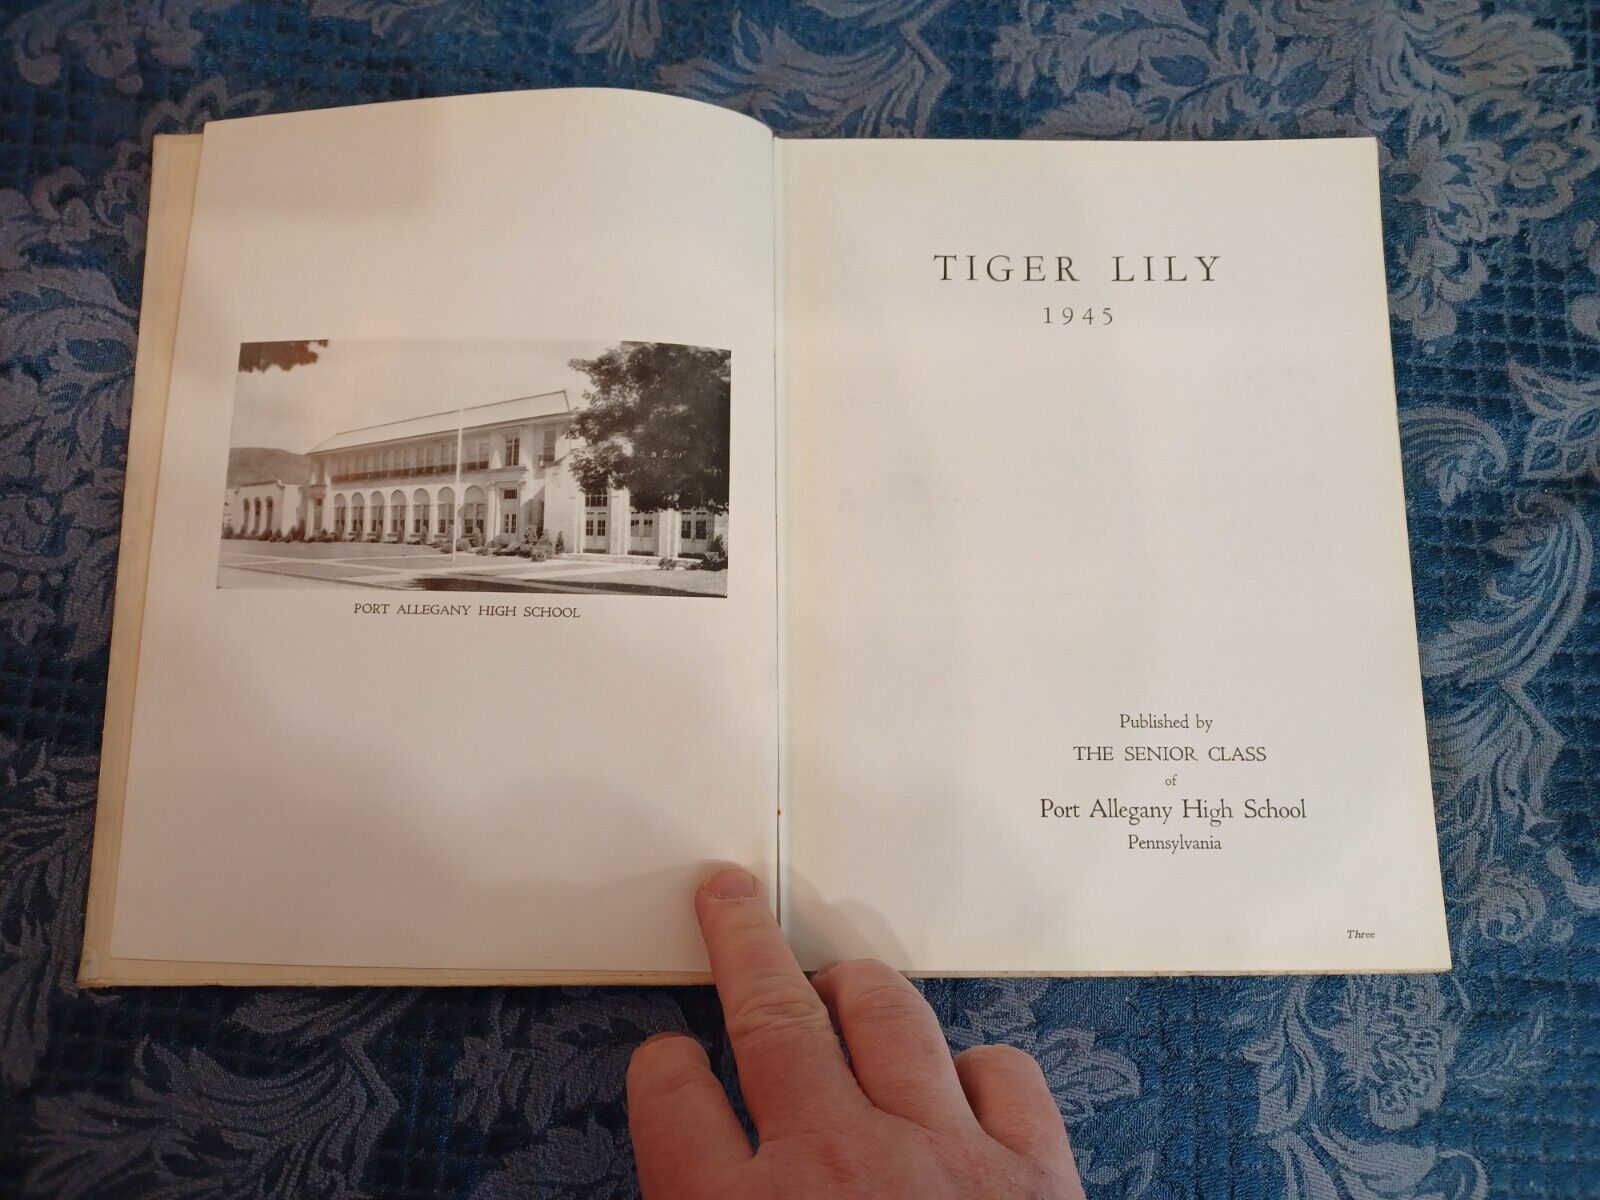 PORT ALLEGANY HIGH SCHOOL
TIGER LILY
1945
Published by
THE SENIOR CLASS
of
Port Allegany High School
Pennsylvania
Three